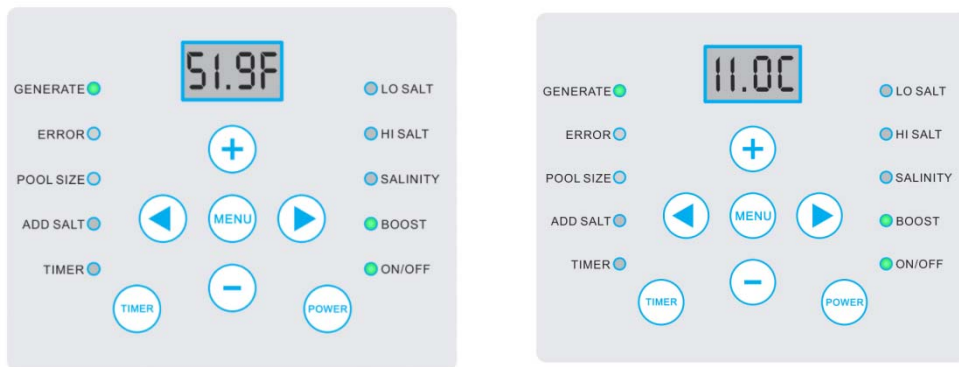 51.9F
GENERATE
LO SALT
ERROR
HI SALT
POOL SIZE
SALINITY
MENU
ADD SALT
BOOST
TIMER
ON/OFF
TIMER
POWER
11.0C
GENERATE
LO SALT
ERROR
HI SALT
POOL SIZE
SALINITY
MENU
ADD SALT
BOOST
TIMER
ON/OFF
TIMER
POWER